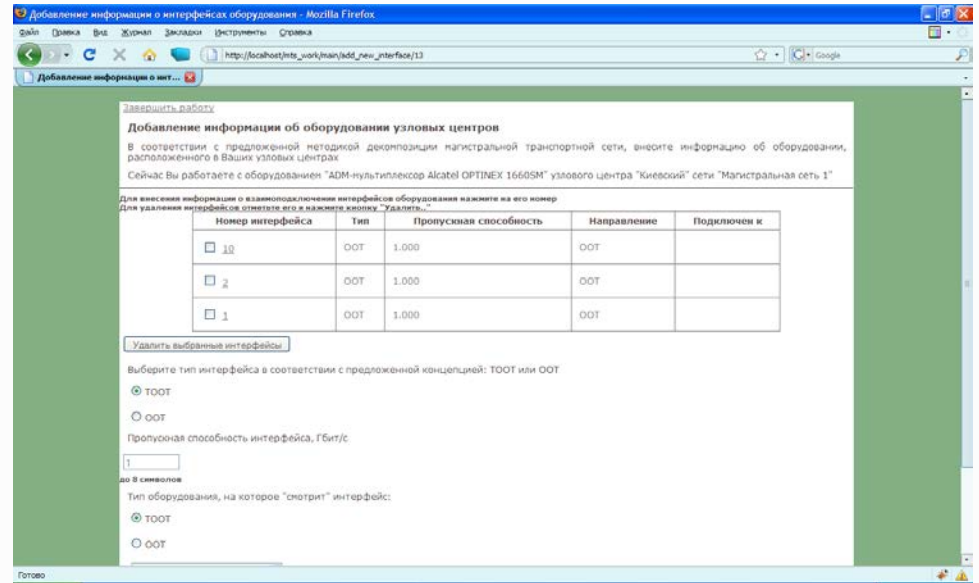 Добавление информации о интерфейсах оборудования - Mozilla Firefox
Файл Правка Вид Журнал Закладки Инструменты Справка
http://localhost/mts_work/main/add_new_interface/13
Google
Добавление информации о инт...
Завершить работу
Добавление информации об оборудовании узловых центров
В соответствии с предложенной методикой декомпозиции магистральной транспортной сети, внесите информацию об оборудовании,
расположенного в Ваших узловых центрах
Сейчас Вы работаете с оборудованием "ADM-мультиплексор Alcatel OPTINEX 1660SM" узлового центра "Киевский" сети "Магистральная сеть 1"
Для внесения информации о взаимоподключении интерфейсов оборудования нажмите на его номер
Для удаления интерфейсов отметьте его и нажмите кнопку "Удалить.."
Номер интерфейса Тип Пропускная способность Направление Подключен к
10 ООТ 1.000 ООТ
2 ООТ 1.000 ООТ
1 ООТ 1.000 ООТ
Удалить выбранные интерфейсы
Выберите тип интерфейса в соответствии с предложенной концепцией: ТООТ или ООТ
ТООТ
ООТ
Пропускная способность интерфейса, Гбит/с
1
до 8 символов
Тип оборудования, на которое "смотрит" интерфейс:
ТООТ
ООТ
Готово